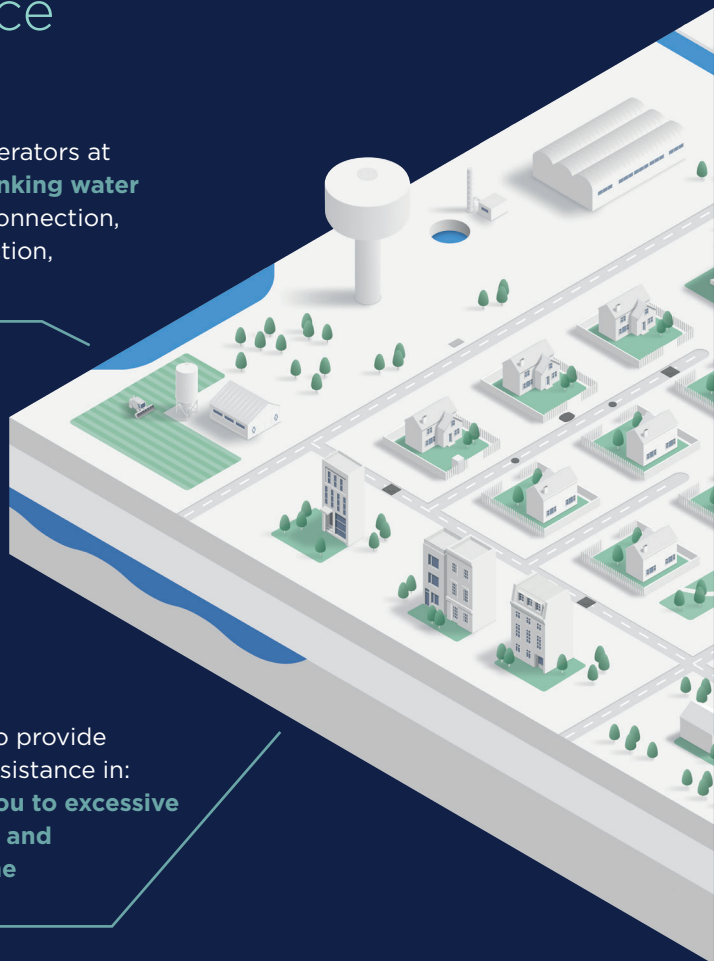 ce
erators at
nking water
onnection,
tion,
o provide
sistance in:
ou to excessive
and
ne